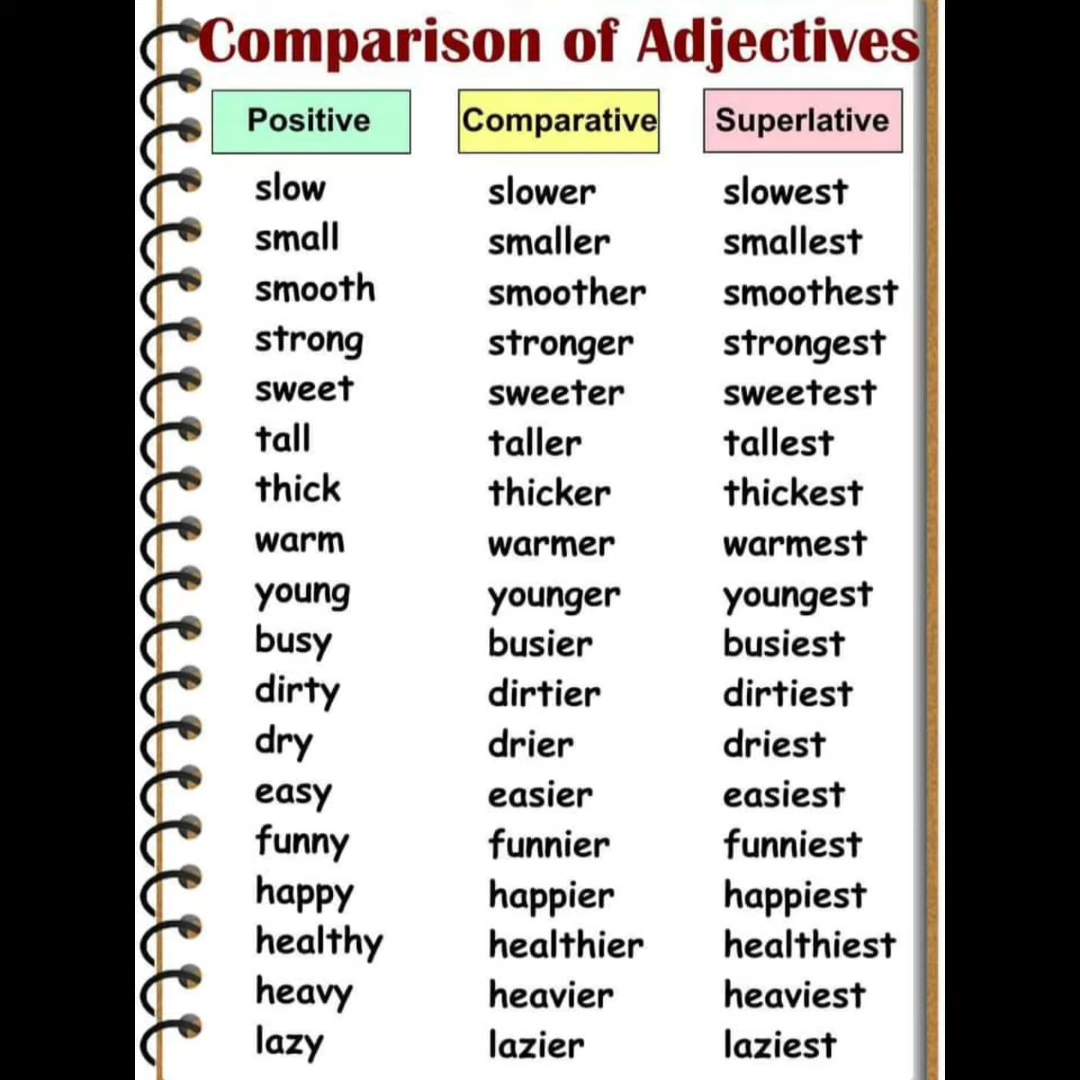 Comparison of Adjectives
Positive Comparative Superlative
slow slower slowest
small smaller smallest
smooth smoother smoothest
strong stronger strongest
sweet sweeter sweetest
tall taller tallest
thick thicker thickest
warm warmer warmest
young younger youngest
busy busier busiest
dirty dirtier dirtiest
dry drier driest
easy easier easiest
funny funnier funniest
happy happier happiest
healthy healthier healthiest
heavy heavier heaviest
lazy lazier laziest